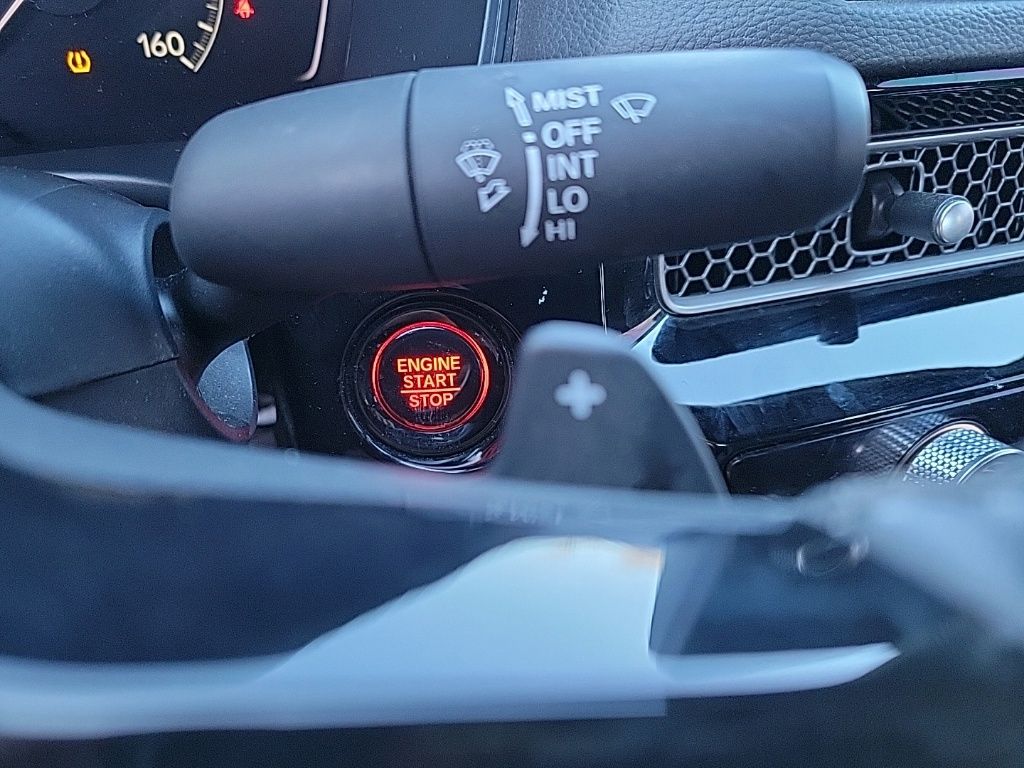 160
MIST
OFF
INT
LO
HI
ENGINE
START
STOP
+